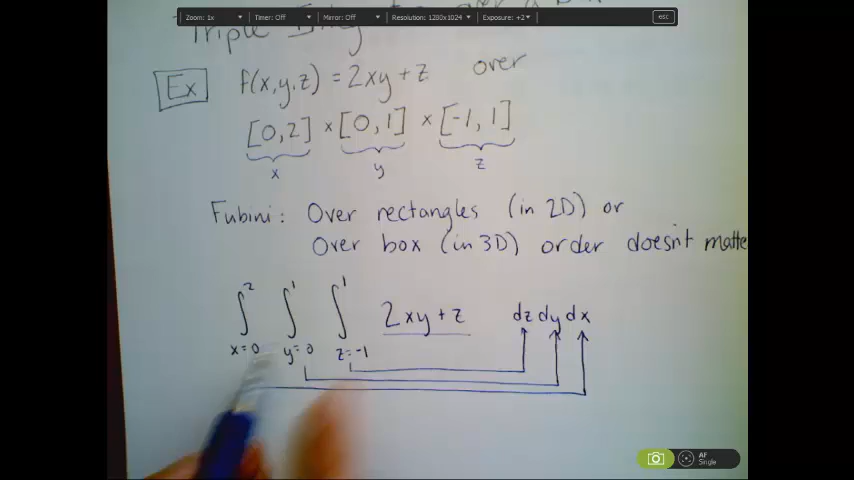 Zoom: 1x Timer: Off Mirror: Off Resolution: 1280x1024 Exposure: +2 esc
Triple
Ex f(x,y,z) = 2xy + z over
[0,2] × [0,1] × [-1,1]
x y z
Fubini: Over rectangles (in 2D) or
Over box (in 3D) order doesn't matte
∫ 2 ∫ 1 ∫ 1 2xy + z dz dy dx
x=0 y=0 z=-1
AF
Single